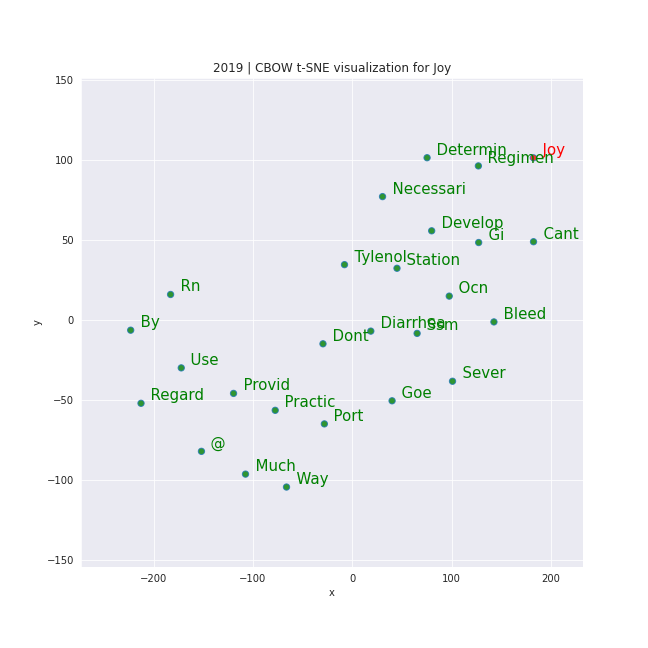 2019 | CBOW t-SNE visualization for Joy
150
Determin
Joy
100
Regimen
Necessari
Develop
Gi
Cant
50
Tylenol
Station
Rn
Ocn
By
Diarrhea
Ssm
Bleed
0
Dont
Use
Provid
Sever
Regard
Practic
Goe
−50
Port
@
Much
Way
−100
−150
−200
−100
0
100
200
x
y